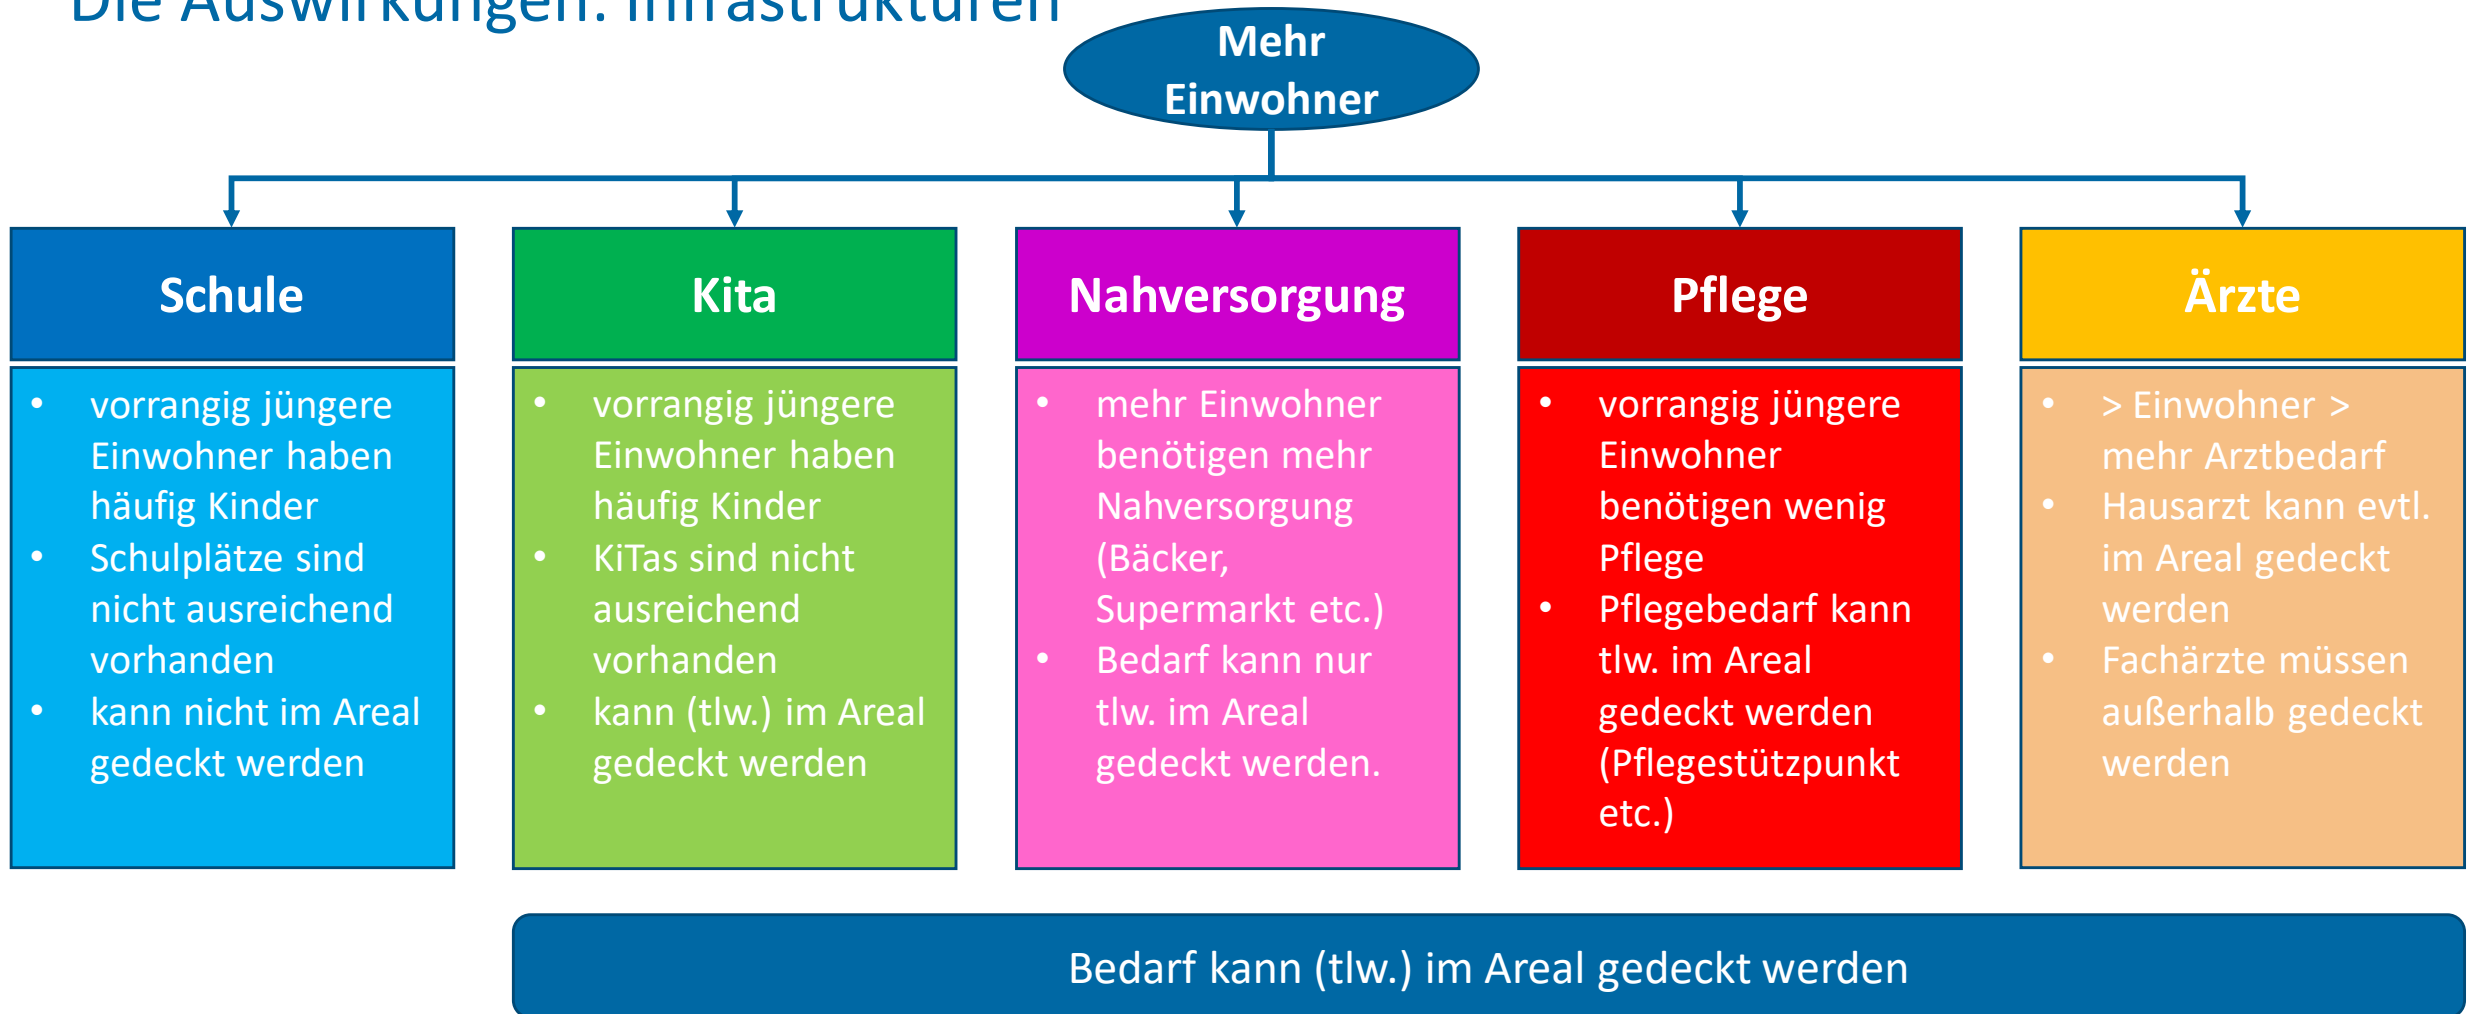 Die Auswirkungen: Infrastrukturen
Mehr
Einwohner
Schule
• vorrangig jüngere
Einwohner haben
häufig Kinder
• Schulplätze sind
nicht ausreichend
vorhanden
• kann nicht im Areal
gedeckt werden
Kita
• vorrangig jüngere
Einwohner haben
häufig Kinder
• KiTas sind nicht
ausreichend
vorhanden
• kann (tlw.) im Areal
gedeckt werden
Nahversorgung
• mehr Einwohner
benötigen mehr
Nahversorgung
(Bäcker,
Supermarkt etc.)
• Bedarf kann nur
tlw. im Areal
gedeckt werden.
Pflege
• vorrangig jüngere
Einwohner
benötigen wenig
Pflege
• Pflegebedarf kann
tlw. im Areal
gedeckt werden
(Pflegestützpunkt
etc.)
Ärzte
• > Einwohner >
mehr Arztbedarf
• Hausarzt kann evtl.
im Areal gedeckt
werden
• Fachärzte müssen
außerhalb gedeckt
werden
Bedarf kann (tlw.) im Areal gedeckt werden